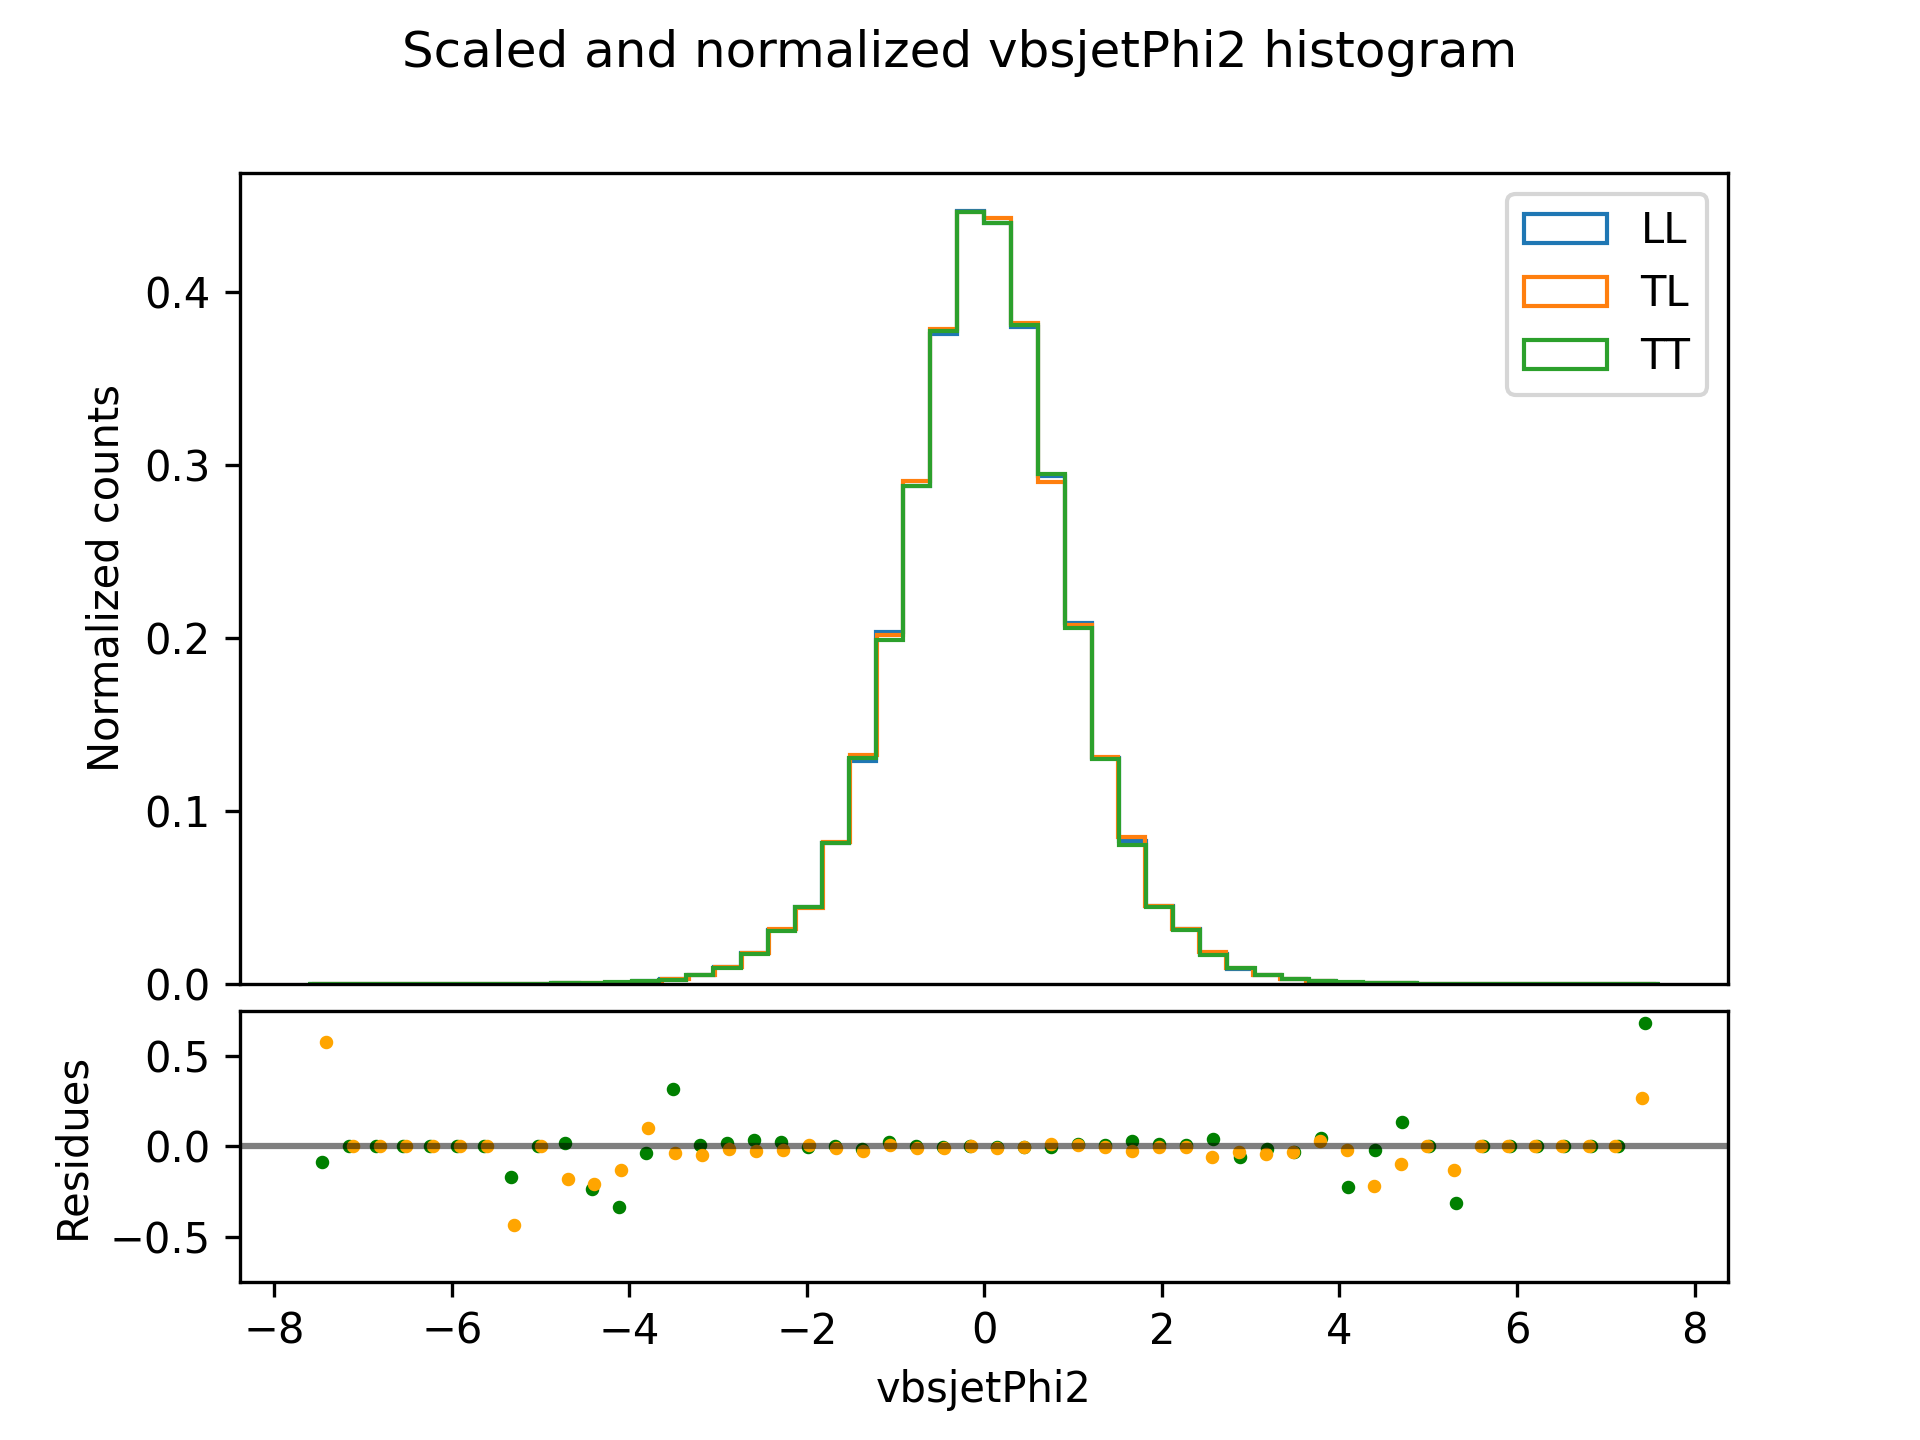 Scaled and normalized vbsjetPhi2 histogram
Normalized counts
0.4
0.3
0.2
0.1
0.0
LL
TL
TT
Residues
0.5
0.0
−0.5
−8 −6 −4 −2 0 2 4 6 8
vbsjetPhi2